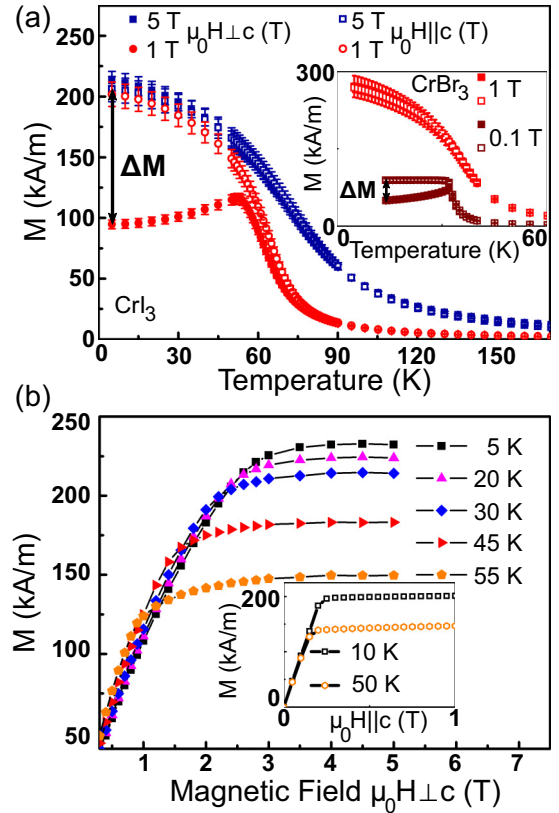 (a)
5 T μ₀H⊥c (T) 5 T μ₀H||c (T)
1 T 1 T
M (kA/m)
250
200
150
100
50
0
ΔM
CrI₃
0 30 60 90 120 150
Temperature (K)
CrBr₃
1 T
0.1 T
M (kA/m)
300
0
ΔM
0 60
Temperature (K)
(b)
M (kA/m)
250
225
200
150
100
50
5 K
20 K
30 K
45 K
55 K
M (kA/m)
200
0
10 K
50 K
0 1
μ₀H||c (T)
1 2 3 4 5 6 7
Magnetic Field μ₀H⊥c (T)